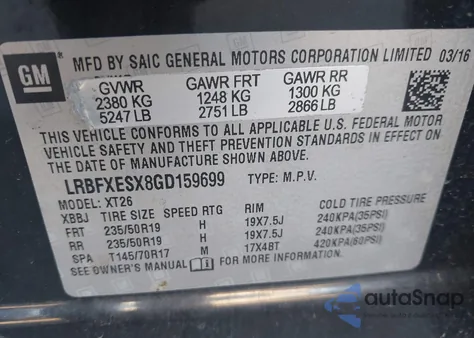 GM
MFD BY SAIC GENERAL MOTORS CORPORATION LIMITED 03/16
GVWR GAWR FRT GAWR RR
2380 KG 1248 KG 1300 KG
5247 LB 2751 LB 2866 LB
THIS VEHICLE CONFORMS TO ALL APPLICABLE U.S. FEDERAL MOTOR
VEHICLE SAFETY AND THEFT PREVENTION STANDARDS IN EFFECT ON
THE DATE OF MANUFACTURE SHOWN ABOVE.
LRBFXESX8GD159699 TYPE: M.P.V.
MODEL: XT26
XBBJ TIRE SIZE SPEED RTG RIM COLD TIRE PRESSURE
FRT 235/50R19 H 19X7.5J 240KPA(35PSI)
RR 235/50R19 H 19X7.5J 240KPA(35PSI)
SPA T145/70R17 M 17X4BT 420KPA(60PSI)
SEE OWNER'S MANUAL FOR ADDITIONAL INFORMATION.
autoSnap